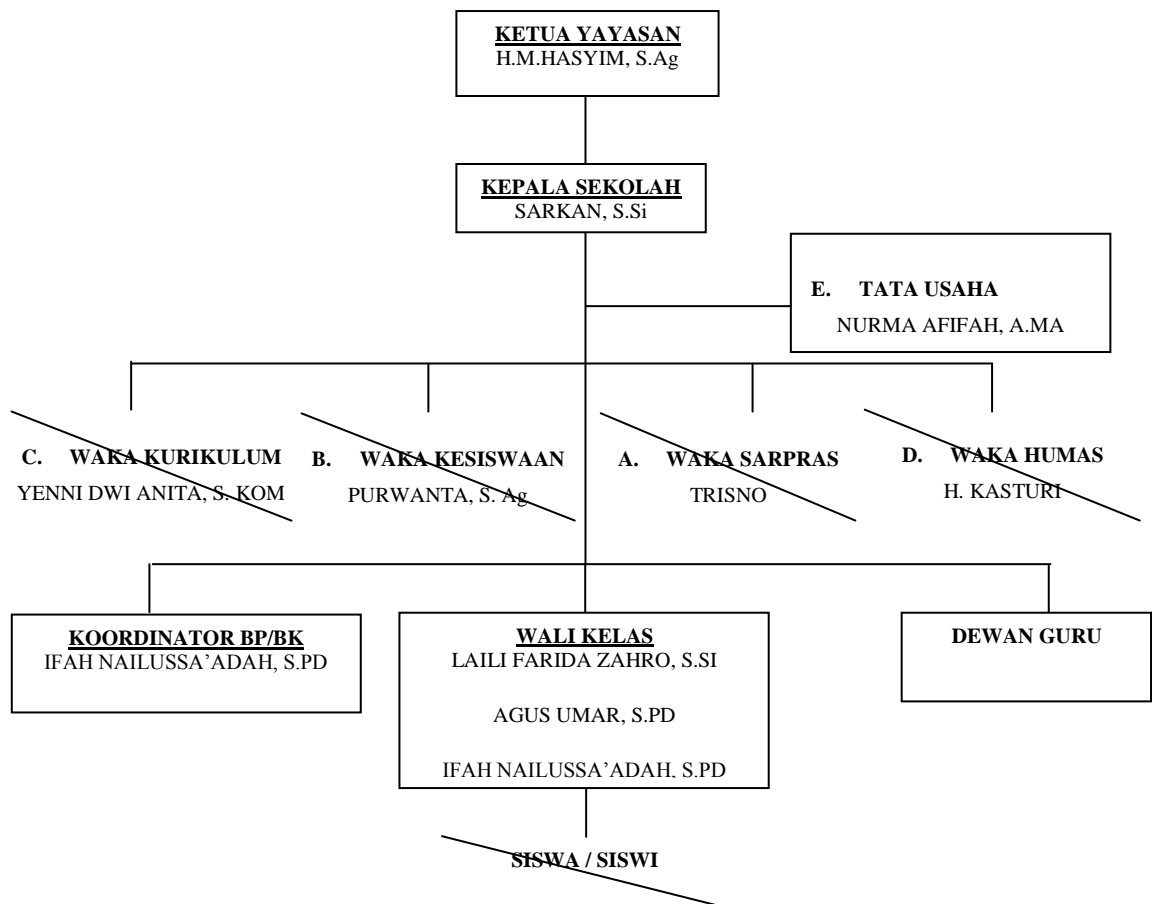 KETUA YAYASAN
H.M.HASYIM, S.Ag
KEPALA SEKOLAH
SARKAN, S.Si
E. TATA USAHA
NURMA AFIFAH, A.MA
C. WAKA KURIKULUM
YENNI DWI ANITA, S. KOM
B. WAKA KESISWAAN
PURWANTA, S. Ag
A. WAKA SARPRAS
TRISNO
D. WAKA HUMAS
H. KASTURI
KOORDINATOR BP/BK
IFAH NAILUSSA’ADAH, S.PD
WALI KELAS
LAILI FARIDA ZAHRO, S.SI
AGUS UMAR, S.PD
IFAH NAILUSSA’ADAH, S.PD
DEWAN GURU
SISWA / SISWI